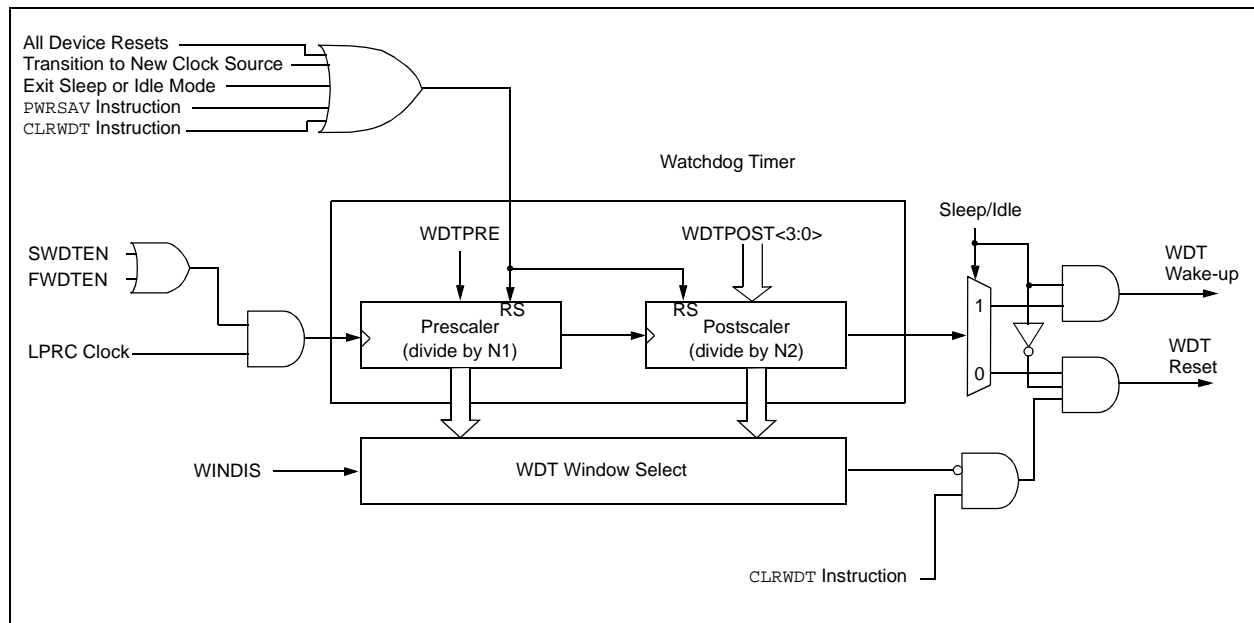 All Device Resets
Transition to New Clock Source
Exit Sleep or Idle Mode
PWRSAV Instruction
CLRWDT Instruction
Watchdog Timer
Sleep/Idle
WDTPRE
WDTPOST<3:0>
SWDTEN
FWDTEN
WDT
Wake-up
RS
RS
1
Prescaler
(divide by N1)
Postscaler
(divide by N2)
LPRC Clock
WDT
Reset
0
WINDIS
WDT Window Select
CLRWDT Instruction